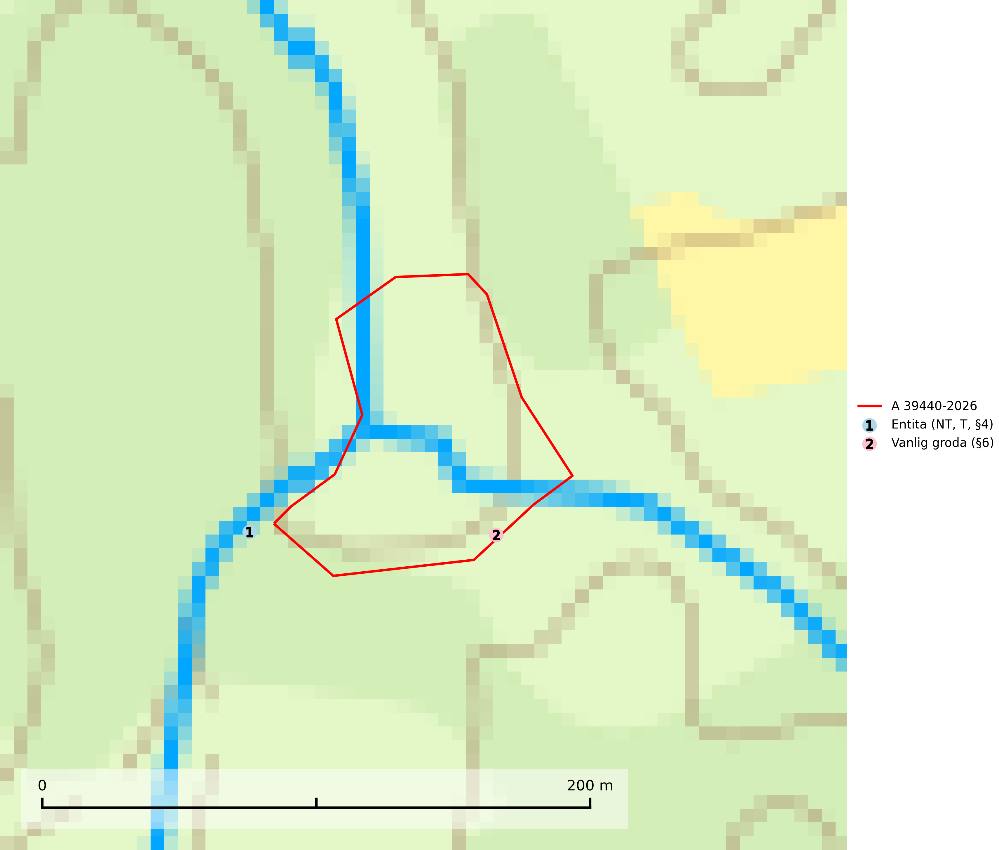 1
2
0
200 m
A 39440-2026
1 Entita (NT, T, §4)
2 Vanlig groda (§6)